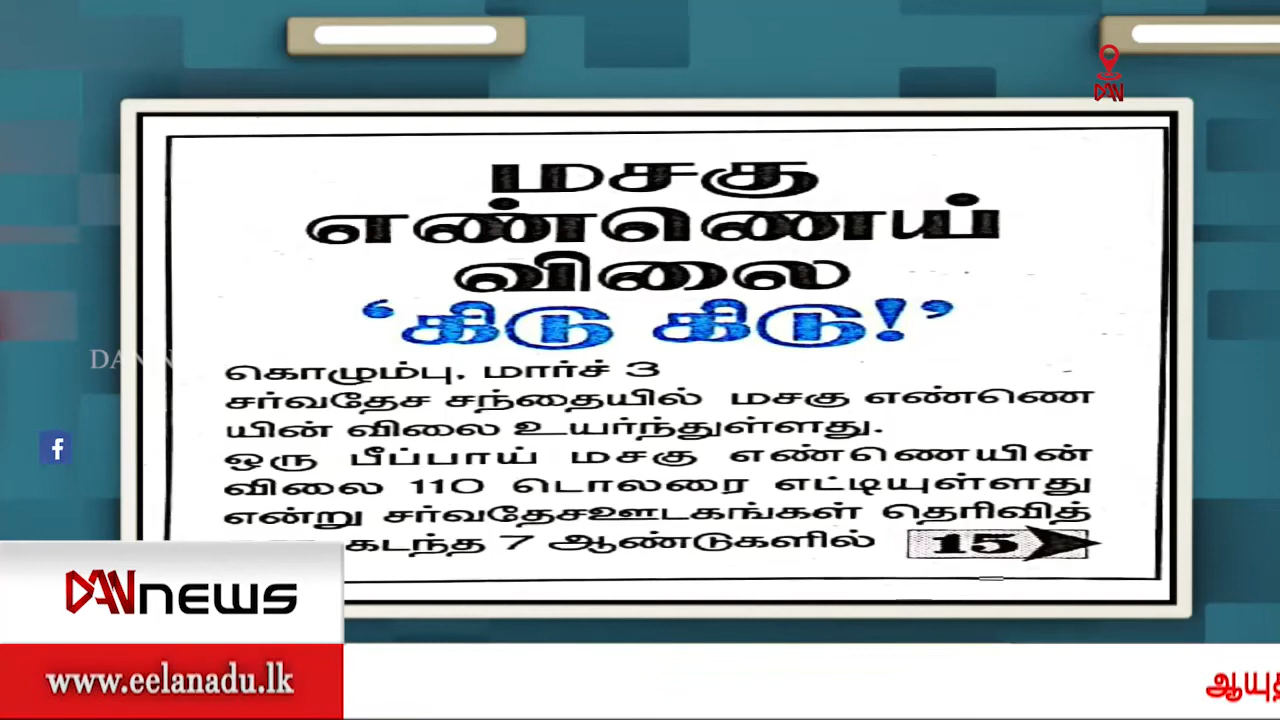 DAN
மசகு
எண்ணெய்
விலை
‘கிடு கிடு!’
கொழும்பு, மார்ச் 3
சர்வதேச சந்தையில் மசகு எண்ணெ
யின் விலை உயர்ந்துள்ளது.
ஒரு பீப்பாய் மசகு எண்ணெயின்
விலை 110 டொலரை எட்டியுள்ளது
என்று சர்வதேசஊடகங்கள் தெரிவித்
கடந்த 7 ஆண்டுகளில் 15
f
DAN news
www.eelanadu.lk